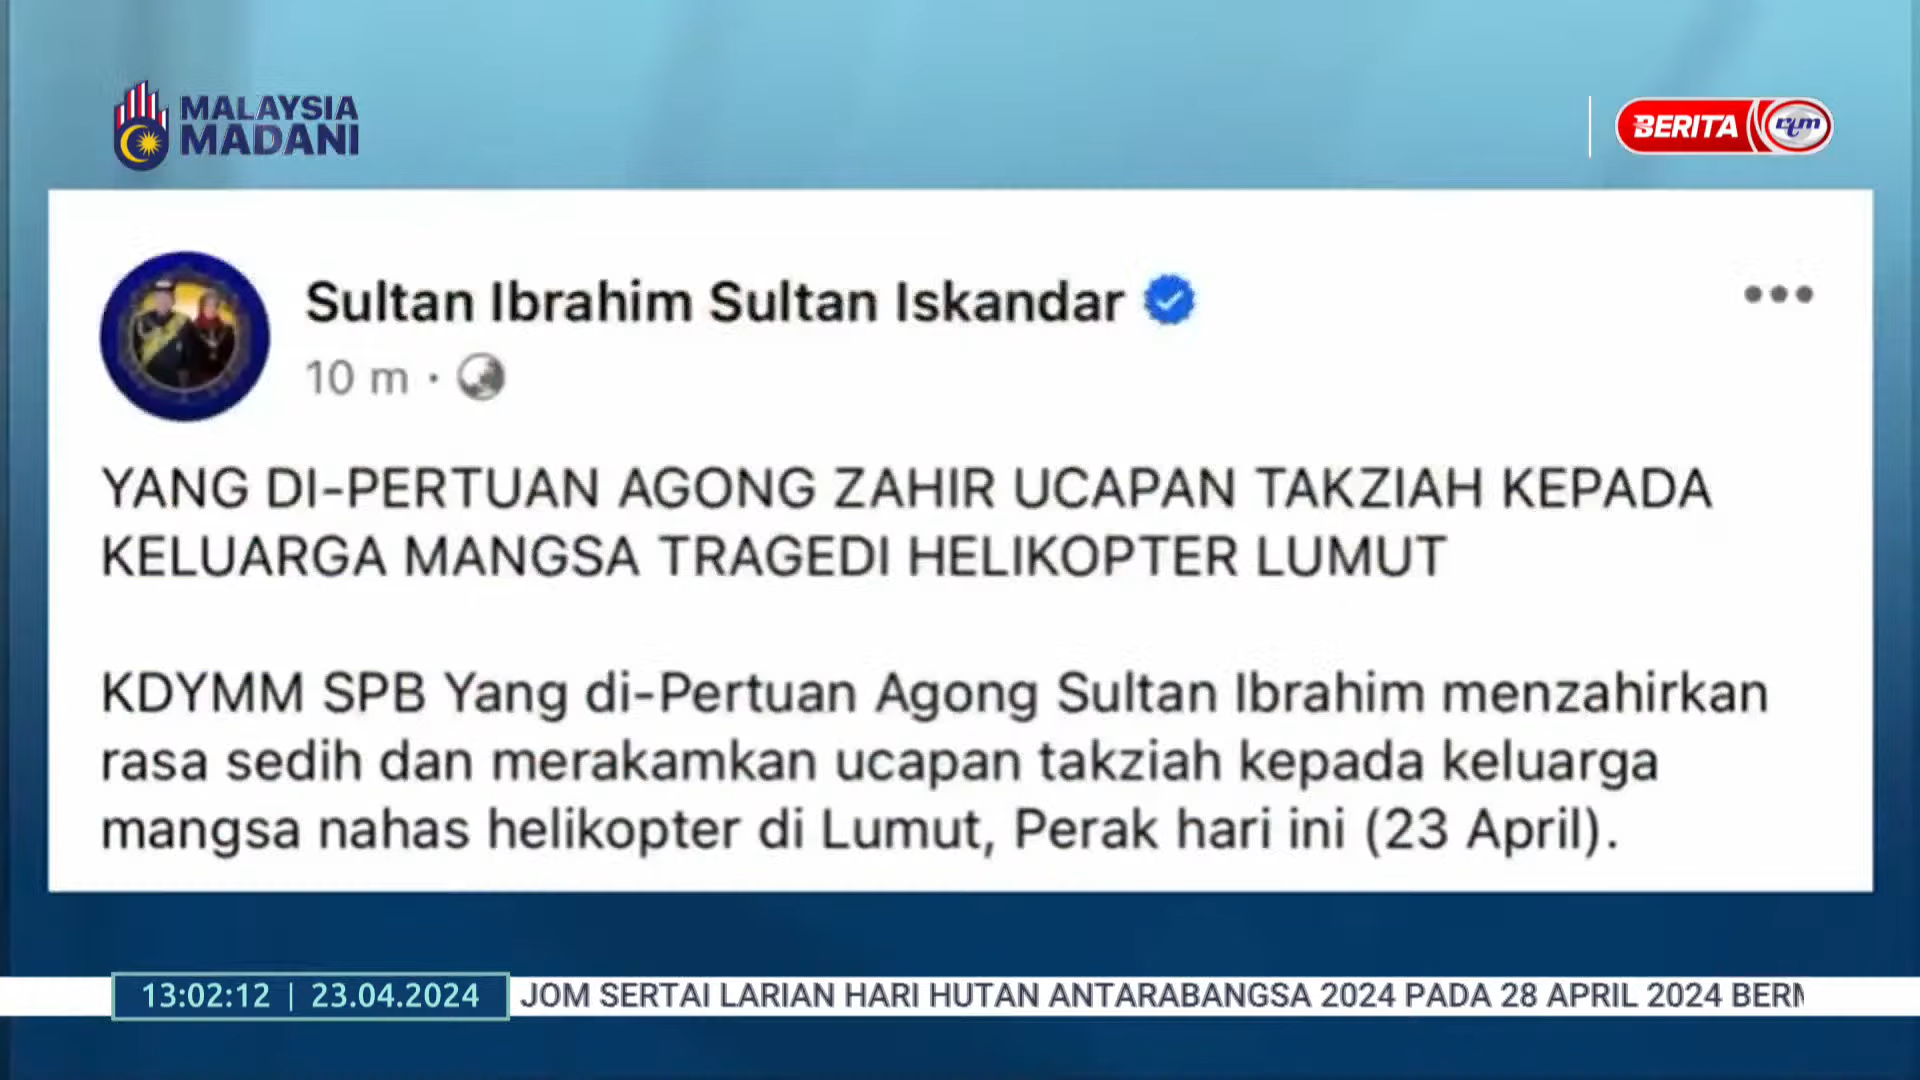 MALAYSIA
MADANI
BERITA rtm
Sultan Ibrahim Sultan Iskandar
10 m ·
YANG DI-PERTUAN AGONG ZAHIR UCAPAN TAKZIAH KEPADA
KELUARGA MANGSA TRAGEDI HELIKOPTER LUMUT
KDYMM SPB Yang di-Pertuan Agong Sultan Ibrahim menzahirkan
rasa sedih dan merakamkan ucapan takziah kepada keluarga
mangsa nahas helikopter di Lumut, Perak hari ini (23 April).
13:02:12 | 23.04.2024 JOM SERTAI LARIAN HARI HUTAN ANTARABANGSA 2024 PADA 28 APRIL 2024